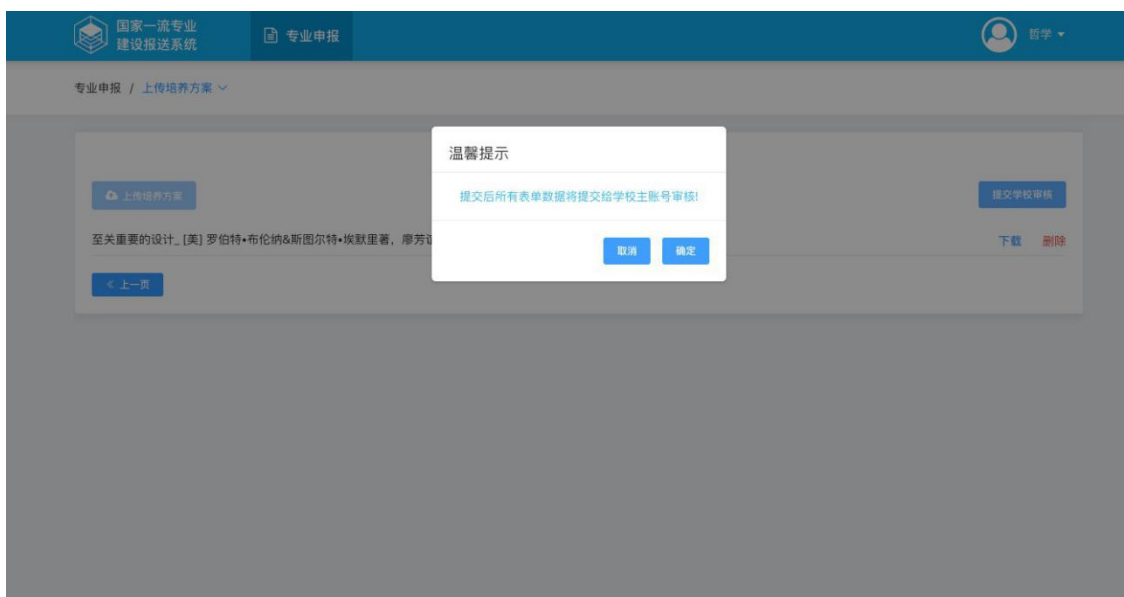 国家一流专业
建设报送系统
专业申报
哲学
专业申报 / 上传培养方案
温馨提示
提交后所有表单数据将提交给学校主账号审核!
上传培养方案
提交学校审核
至关重要的设计_ [美] 罗伯特•布伦纳&斯图尔特•埃默里著，廖芳谊
下载 删除
取消 确定
上一页